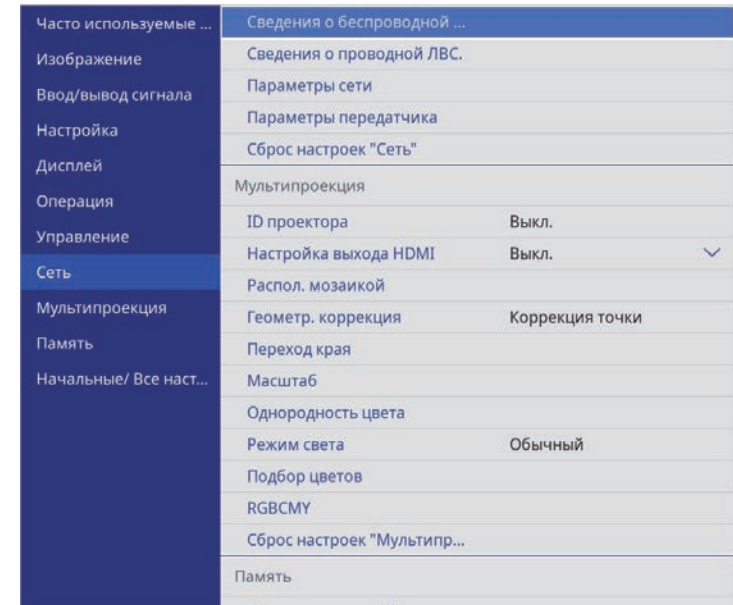 Часто используемые ...
Изображение
Ввод/вывод сигнала
Настройка
Дисплей
Операция
Управление
Сеть
Мультипроекция
Память
Начальные/ Все наст...
Сведения о беспроводной ...
Сведения о проводной ЛВС.
Параметры сети
Параметры передатчика
Сброс настроек "Сеть"
Мультипроекция
ID проектора Выкл.
Настройка выхода HDMI Выкл.
Распол. мозаикой
Геометр. коррекция Коррекция точки
Переход края
Масштаб
Однородность цвета
Режим света Обычный
Подбор цветов
RGBCMY
Сброс настроек "Мультипр...
Память